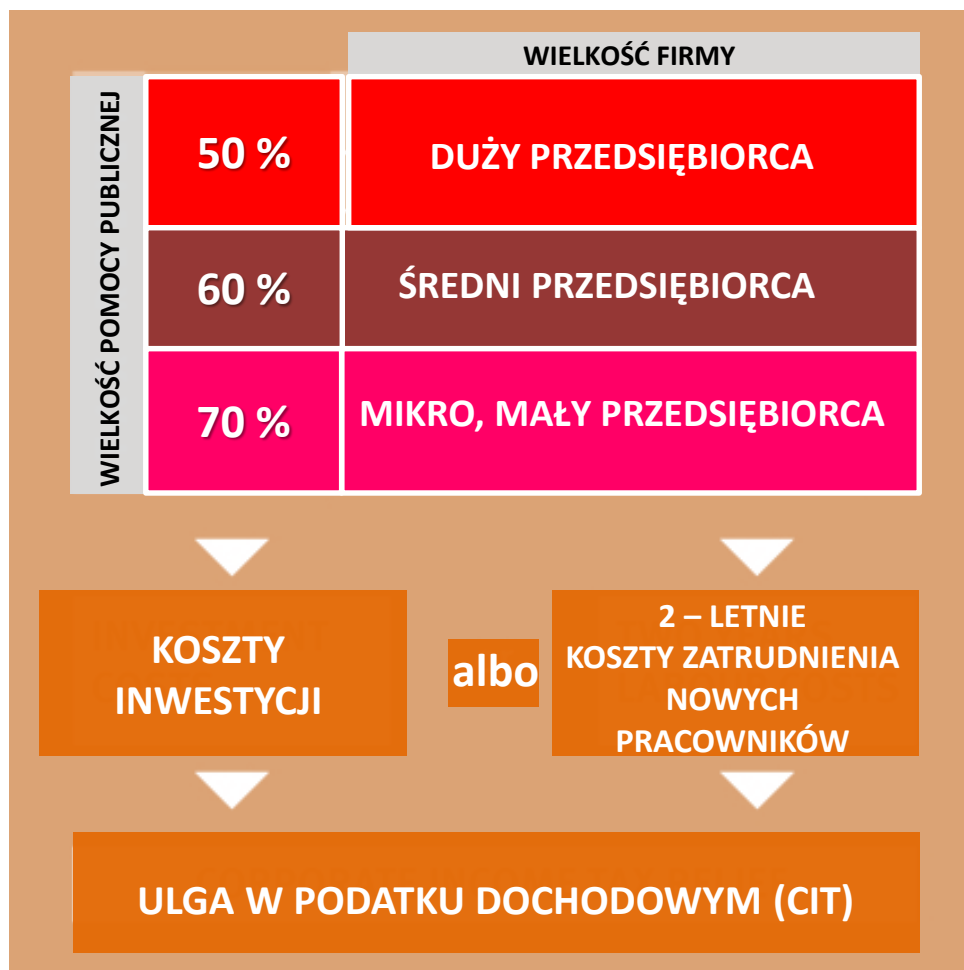 WIELKOŚĆ FIRMY
WIELKOŚĆ POMOCY PUBLICZNEJ
50 %
DUŻY PRZEDSIĘBIORCA
60 %
ŚREDNI PRZEDSIĘBIORCA
70 %
MIKRO, MAŁY PRZEDSIĘBIORCA
KOSZTY
INWESTYCJI
albo
2 – LETNIE
KOSZTY ZATRUDNIENIA
NOWYCH
PRACOWNIKÓW
ULGA W PODATKU DOCHODOWYM (CIT)